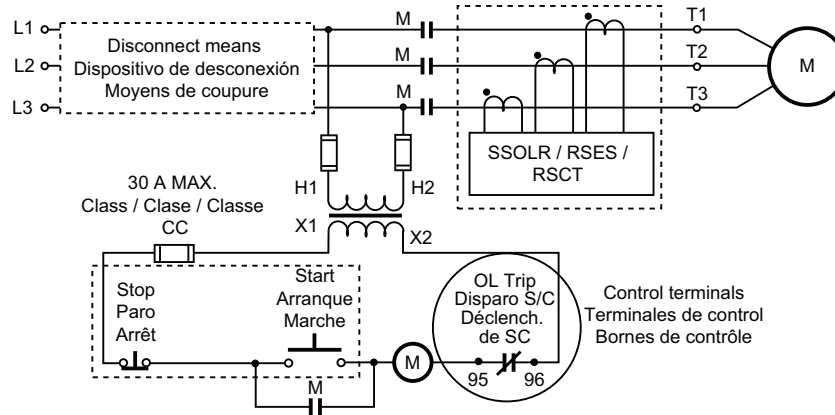 L1
M
T1
Disconnect means
L2
M
T2
M
Dispositivo de desconexión
Moyens de coupure
L3
M
T3
SSOLR / RSES /
RSCT
30 A MAX.
Class / Clase / Classe
CC
H1
H2
X1
X2
Stop
Paro
Arrêt
Start
Arranque
Marche
OL Trip
Disparo S/C
Déclench.
de SC
Control terminals
Terminales de control
Bornes de contrôle
M
95
96
M